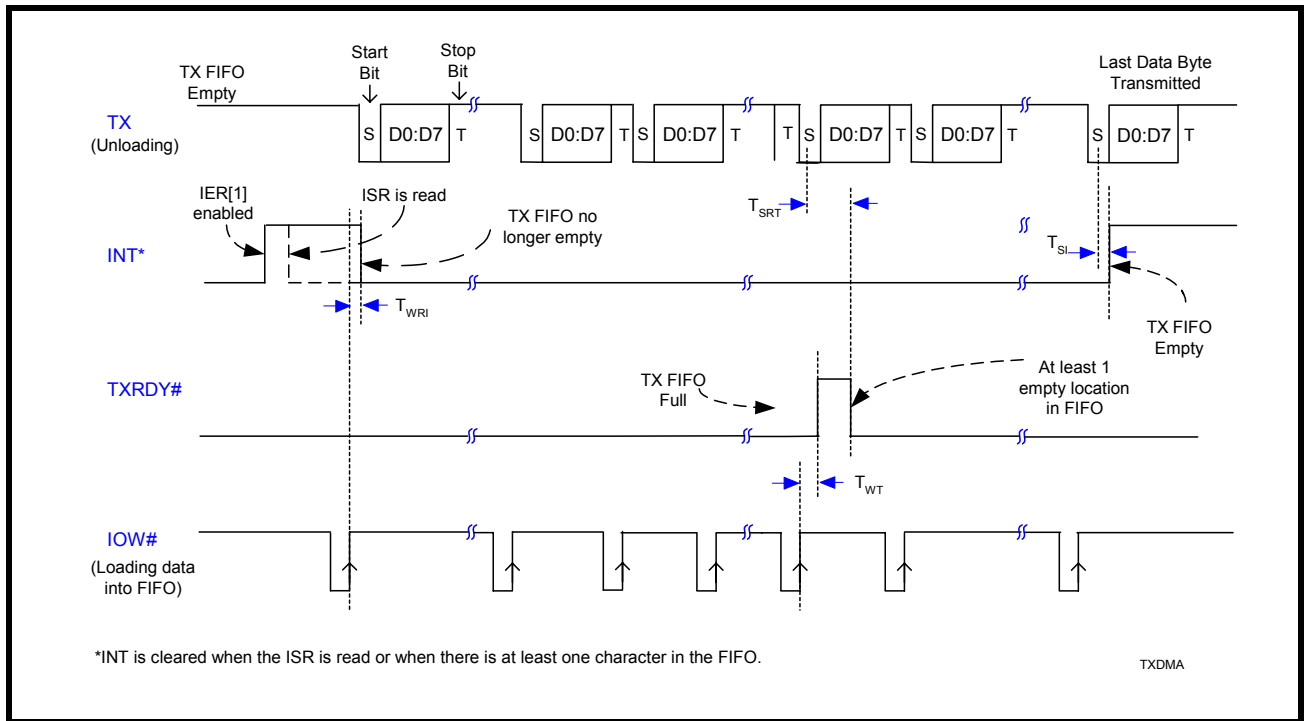 TX FIFO
Empty
Start
Bit
Stop
Bit
Last Data Byte
Transmitted
TX
(Unloading)
S D0:D7 T S D0:D7 T S D0:D7 T T S D0:D7 T S D0:D7 T S D0:D7 T
IER[1]
enabled
ISR is read
TX FIFO no
longer empty
TSRT
TSI
INT*
TWRI
TX FIFO
Empty
TXRDY#
TX FIFO
Full
At least 1
empty location
in FIFO
TWT
IOW#
(Loading data
into FIFO)
*INT is cleared when the ISR is read or when there is at least one character in the FIFO.
TXDMA